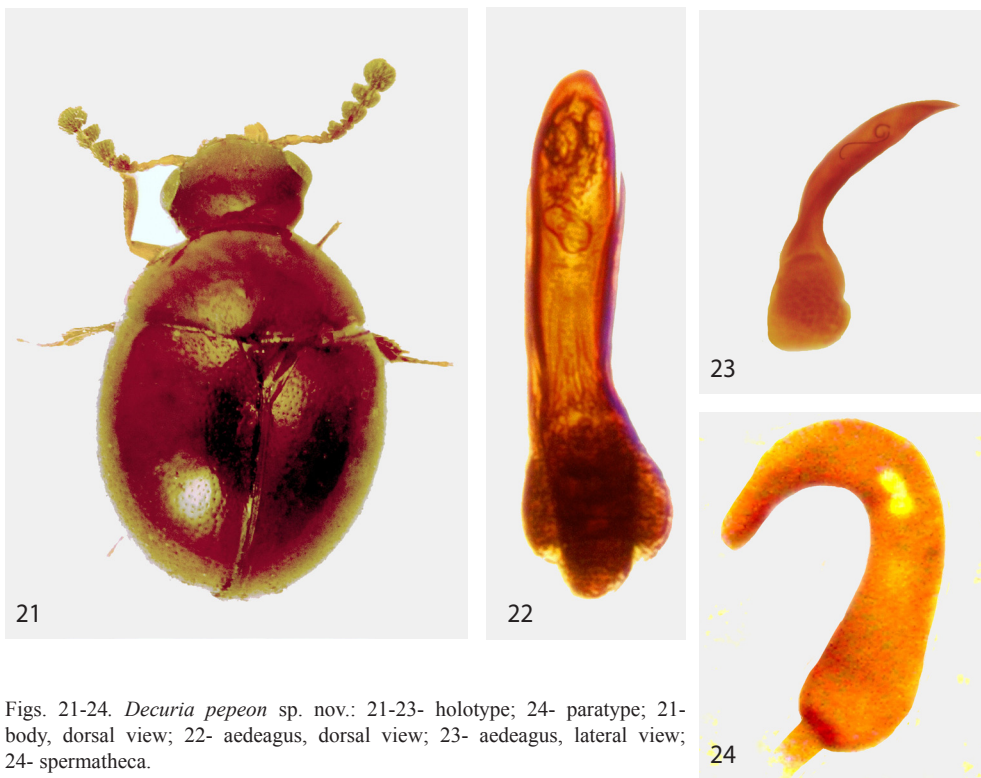 21
22
23
24
Figs. 21-24. Decuria pepeon sp. nov.: 21-23- holotype; 24- paratype; 21-
body, dorsal view; 22- aedeagus, dorsal view; 23- aedeagus, lateral view;
24- spermatheca.